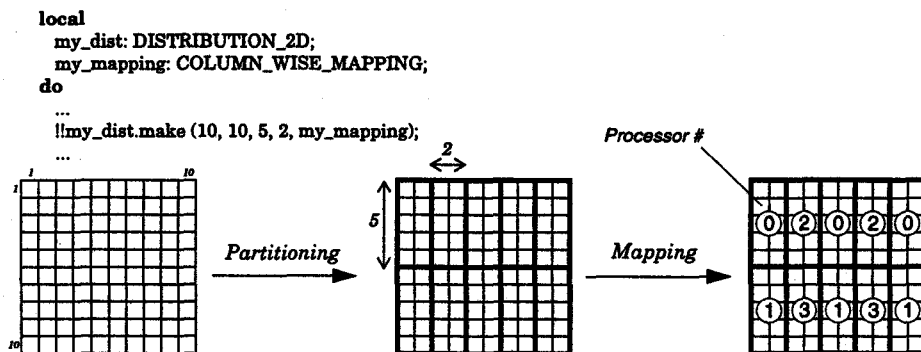 local
my_dist: DISTRIBUTION_2D;
my_mapping: COLUMN_WISE_MAPPING;
do
...
!!my_dist.make (10, 10, 5, 2, my_mapping);
...
Processor #
1 10
1
10
Partitioning
2
5
Mapping
0 2 0 2 0
1 3 1 3 1